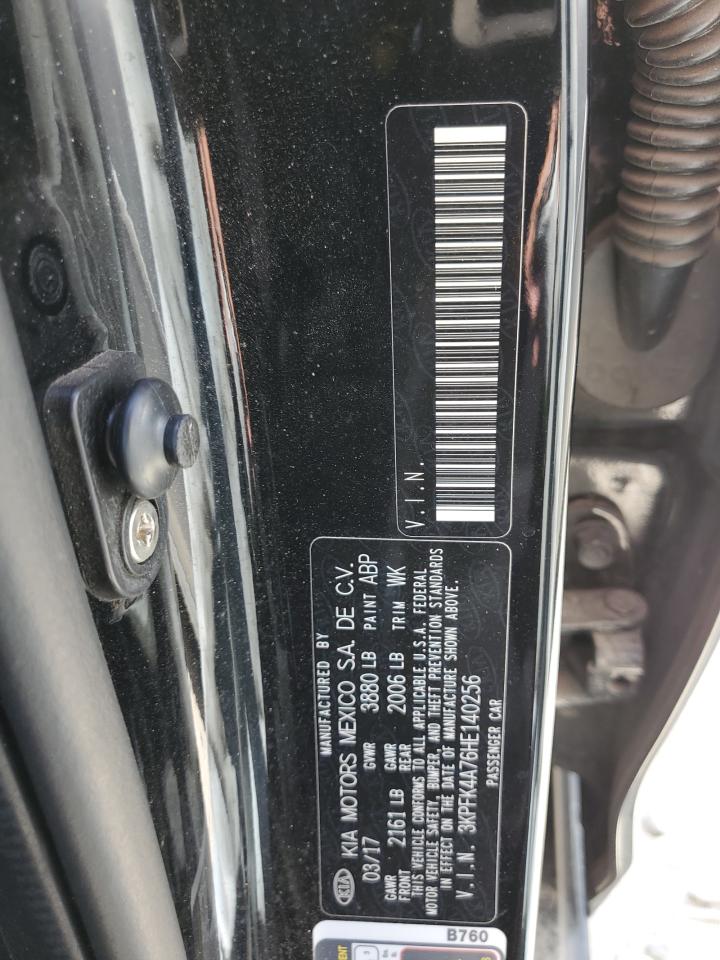 V.I.N.
MANUFACTURED BY
KIA KIA MOTORS MEXICO S.A. DE C.V.
03/17 GVWR 3880 LB PAINT ABP
GAWR FRONT 2161 LB GAWR REAR 2006 LB TRIM WK
THIS VEHICLE CONFORMS TO ALL APPLICABLE U.S.A. FEDERAL
MOTOR VEHICLE SAFETY, BUMPER, AND THEFT PREVENTION STANDARDS
IN EFFECT ON THE DATE OF MANUFACTURE SHOWN ABOVE.
V.I.N. 3KPFK4A76HE140256
PASSENGER CAR
B760